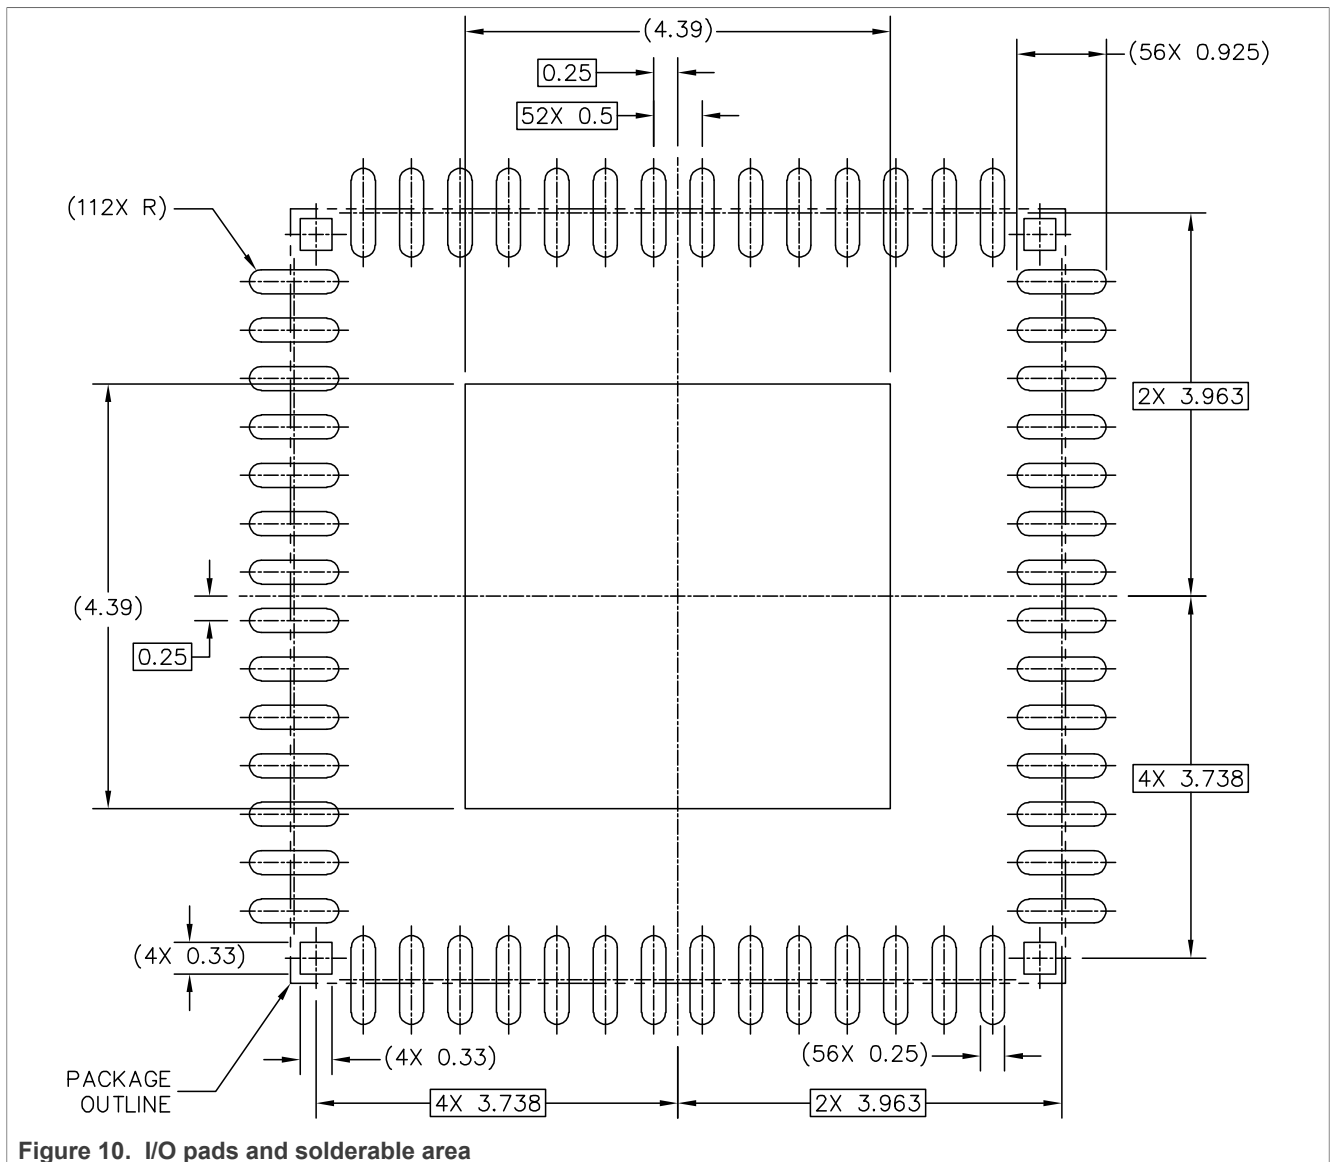 (4.39)
(56X 0.925)
0.25
52X 0.5
(112X R)
2X 3.963
(4.39)
0.25
4X 3.738
(4X 0.33)
(4X 0.33)
(56X 0.25)
PACKAGE
OUTLINE
4X 3.738
2X 3.963
Figure 10. I/O pads and solderable area